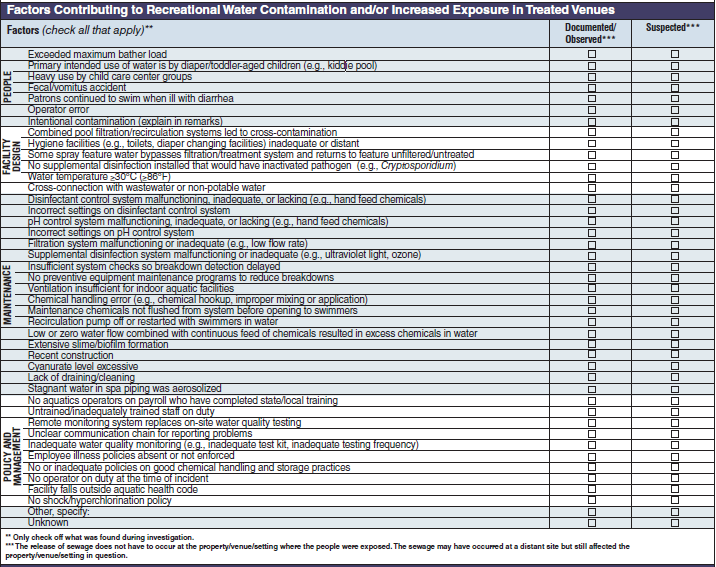 Factors Contributing to Recreational Water Contamination and/or Increased Exposure in Treated Venues
Factors (check all that apply)**
Documented/
Observed***
Suspected***
PEOPLE
Exceeded maximum bather load
Primary intended use of water is by diaper/toddler-aged children (e.g., kiddie pool)
Heavy use by child care center groups
Fecal/vomitus accident
Patrons continued to swim when ill with diarrhea
Operator error
Intentional contamination (explain in remarks)
FACILITY
DESIGN
Combined pool filtration/recirculation systems led to cross-contamination
Hygiene facilities (e.g., toilets, diaper changing facilities) inadequate or distant
Some spray feature water bypasses filtration/treatment system and returns to feature unfiltered/untreated
No supplemental disinfection installed that would have inactivated pathogen (e.g., Cryptosporidium)
Water temperature ≥30°C (≥86°F)
Cross-connection with wastewater or non-potable water
MAINTENANCE
Disinfectant control system malfunctioning, inadequate, or lacking (e.g., hand feed chemicals)
Incorrect settings on disinfectant control system
pH control system malfunctioning, inadequate, or lacking (e.g., hand feed chemicals)
Incorrect settings on pH control system
Filtration system malfunctioning or inadequate (e.g., low flow rate)
Supplemental disinfection system malfunctioning or inadequate (e.g., ultraviolet light, ozone)
Insufficient system checks so breakdown detection delayed
No preventive equipment maintenance programs to reduce breakdowns
Ventilation insufficient for indoor aquatic facilities
Chemical handling error (e.g., chemical hookup, improper mixing or application)
Maintenance chemicals not flushed from system before opening to swimmers
Recirculation pump off or restarted with swimmers in water
Low or zero water flow combined with continuous feed of chemicals resulted in excess chemicals in water
Extensive slime/biofilm formation
Recent construction
Cyanurate level excessive
Lack of draining/cleaning
Stagnant water in spa piping was aerosolized
POLICY AND
MANAGEMENT
No aquatics operators on payroll who have completed state/local training
Untrained/inadequately trained staff on duty
Remote monitoring system replaces on-site water quality testing
Unclear communication chain for reporting problems
Inadequate water quality monitoring (e.g., inadequate test kit, inadequate testing frequency)
Employee illness policies absent or not enforced
No or inadequate policies on good chemical handling and storage practices
No operator on duty at the time of incident
Facility falls outside aquatic health code
No shock/hyperchlorination policy
Other, specify:
Unknown
** Only check off what was found during investigation.
*** The release of sewage does not have to occur at the property/venue/setting where the people were exposed. The sewage may have occurred at a distant site but still affected the
property/venue/setting in question.